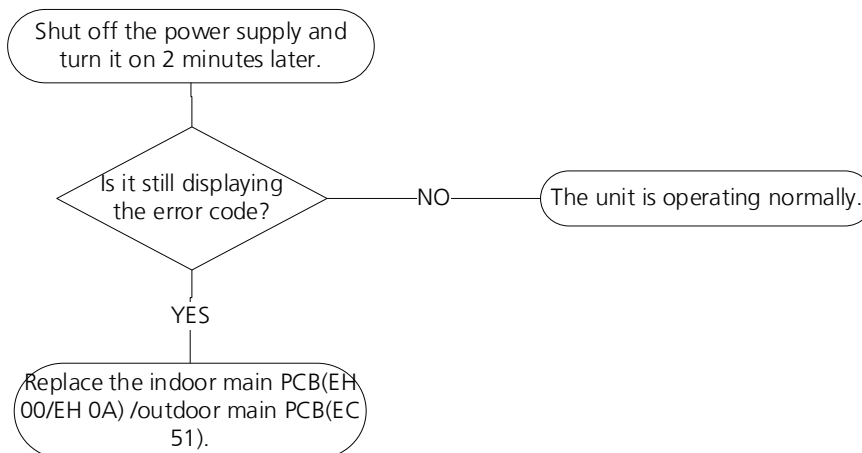 Shut off the power supply and
turn it on 2 minutes later.
Is it still displaying
the error code?
NO
The unit is operating normally.
YES
Replace the indoor main PCB(EH
00/EH 0A) /outdoor main PCB(EC
51).